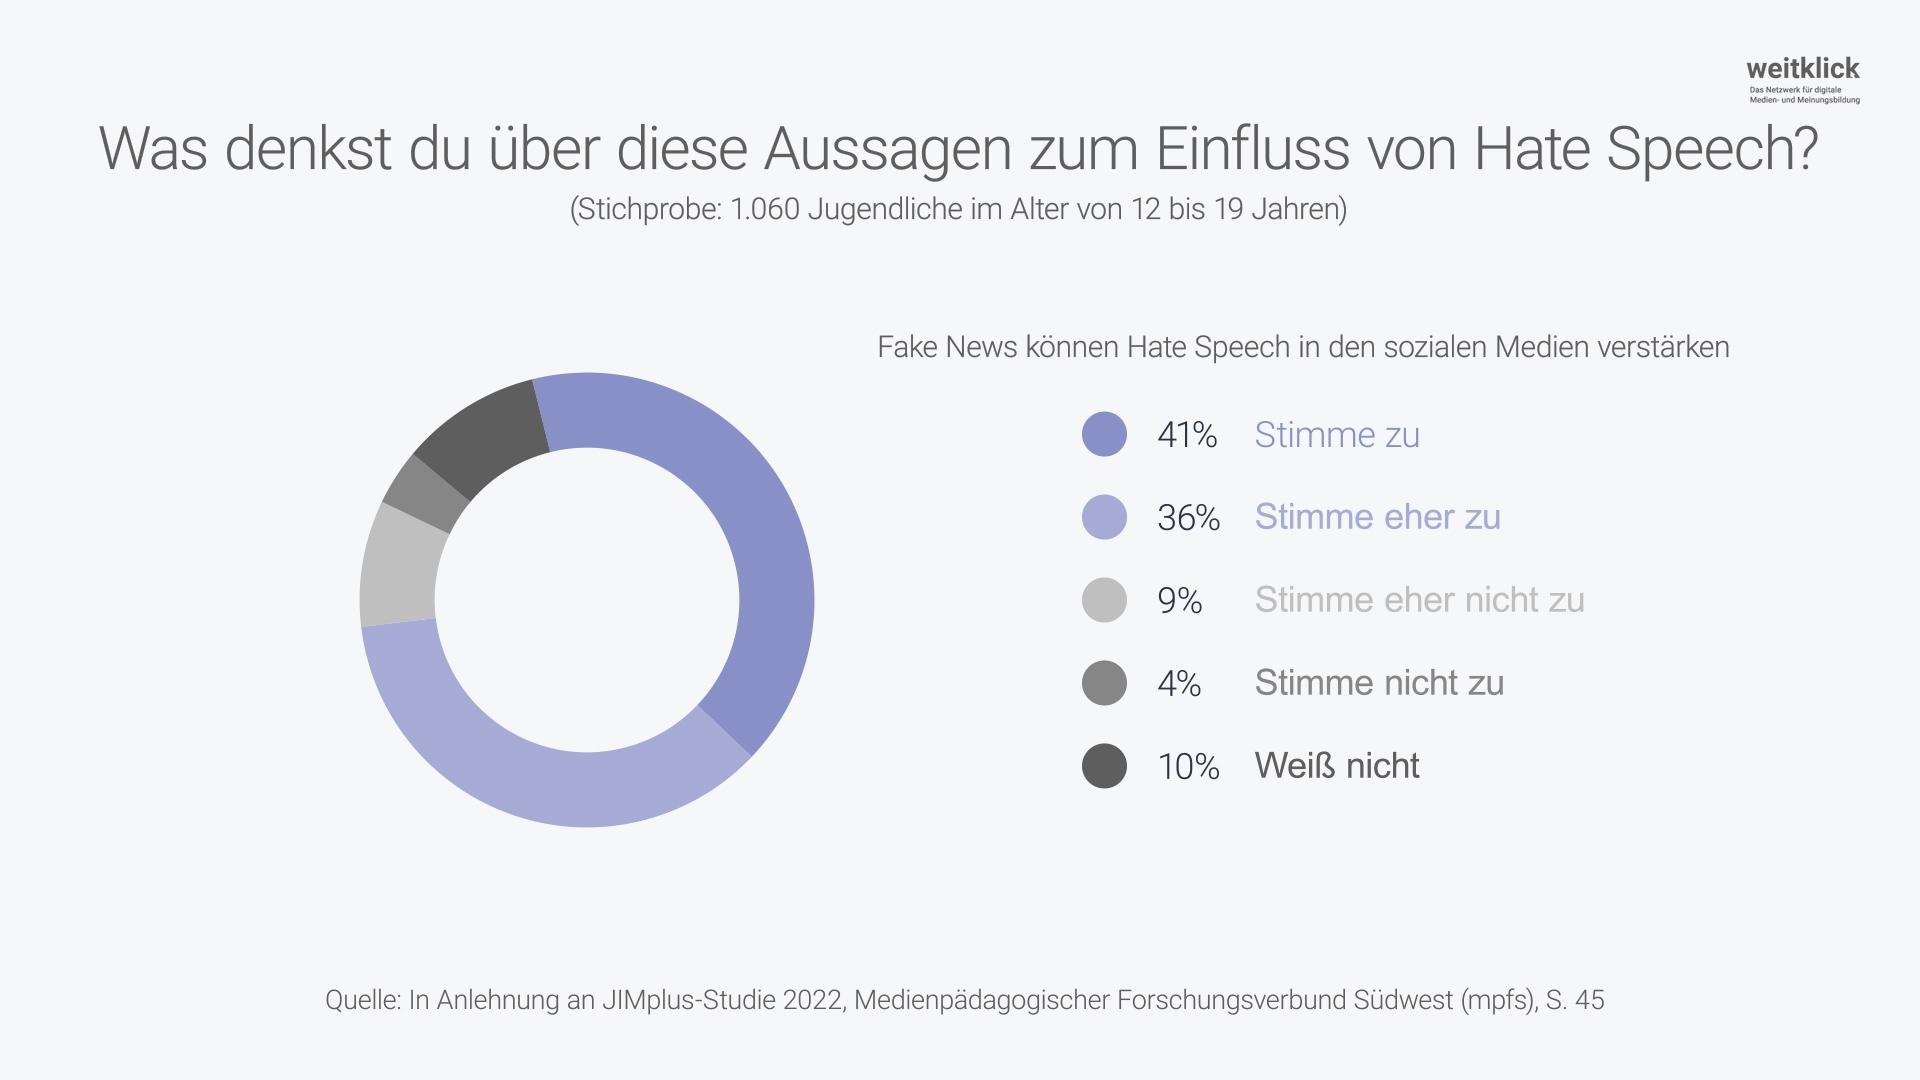 weitklick
Das Netzwerk für digitale
Medien- und Meinungsbildung
Was denkst du über diese Aussagen zum Einfluss von Hate Speech?
(Stichprobe: 1.060 Jugendliche im Alter von 12 bis 19 Jahren)
Fake News können Hate Speech in den sozialen Medien verstärken
41% Stimme zu
36% Stimme eher zu
9% Stimme eher nicht zu
4% Stimme nicht zu
10% Weiß nicht
Quelle: In Anlehnung an JIMplus-Studie 2022, Medienpädagogischer Forschungsverbund Südwest (mpfs), S. 45